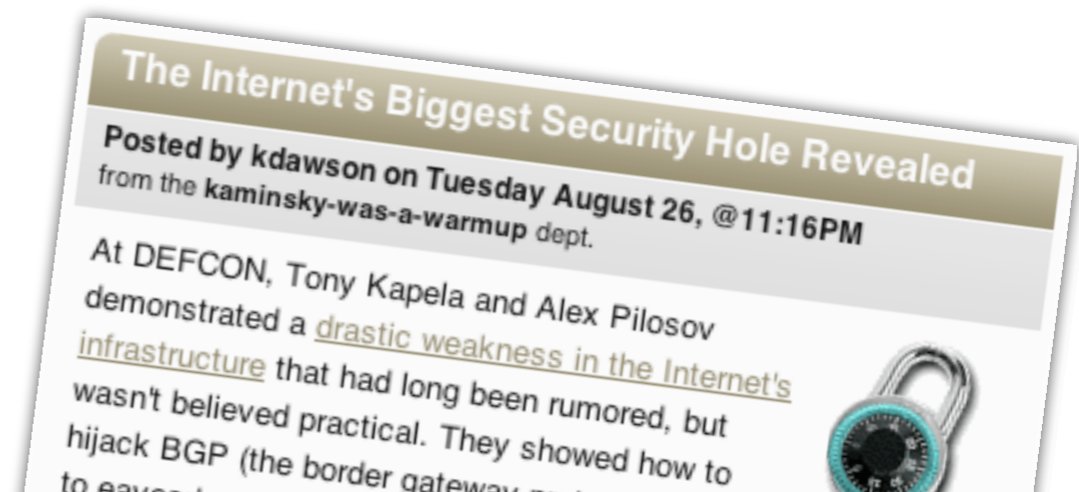 The Internet's Biggest Security Hole Revealed
Posted by kdawson on Tuesday August 26, @11:16PM
from the kaminsky-was-a-warmup dept.
At DEFCON, Tony Kapela and Alex Pilosov
demonstrated a drastic weakness in the Internet's
infrastructure that had long been rumored, but
wasn't believed practical. They showed how to
hijack BGP (the border gateway
to